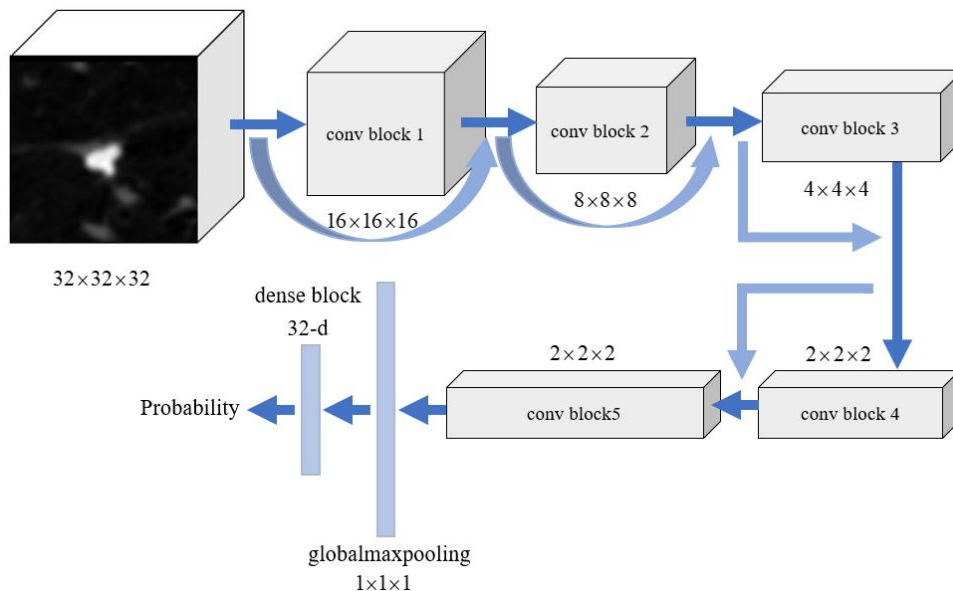 conv block 1
conv block 2
conv block 3
16×16×16
8×8×8
4×4×4
32×32×32
dense block
32-d
2×2×2
2×2×2
Probability
conv block5
conv block 4
globalmaxpooling
1×1×1